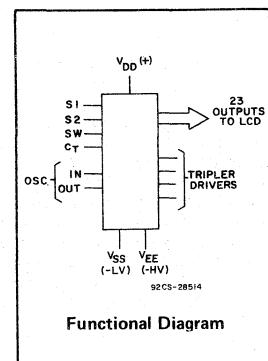 VDD (+)
S1
S2
SW
CT
OSC.
IN
OUT
23
OUTPUTS
TO LCD
TRIPLER
DRIVERS
VSS
(-LV)
VEE
(-HV)
92CS-28514
Functional Diagram